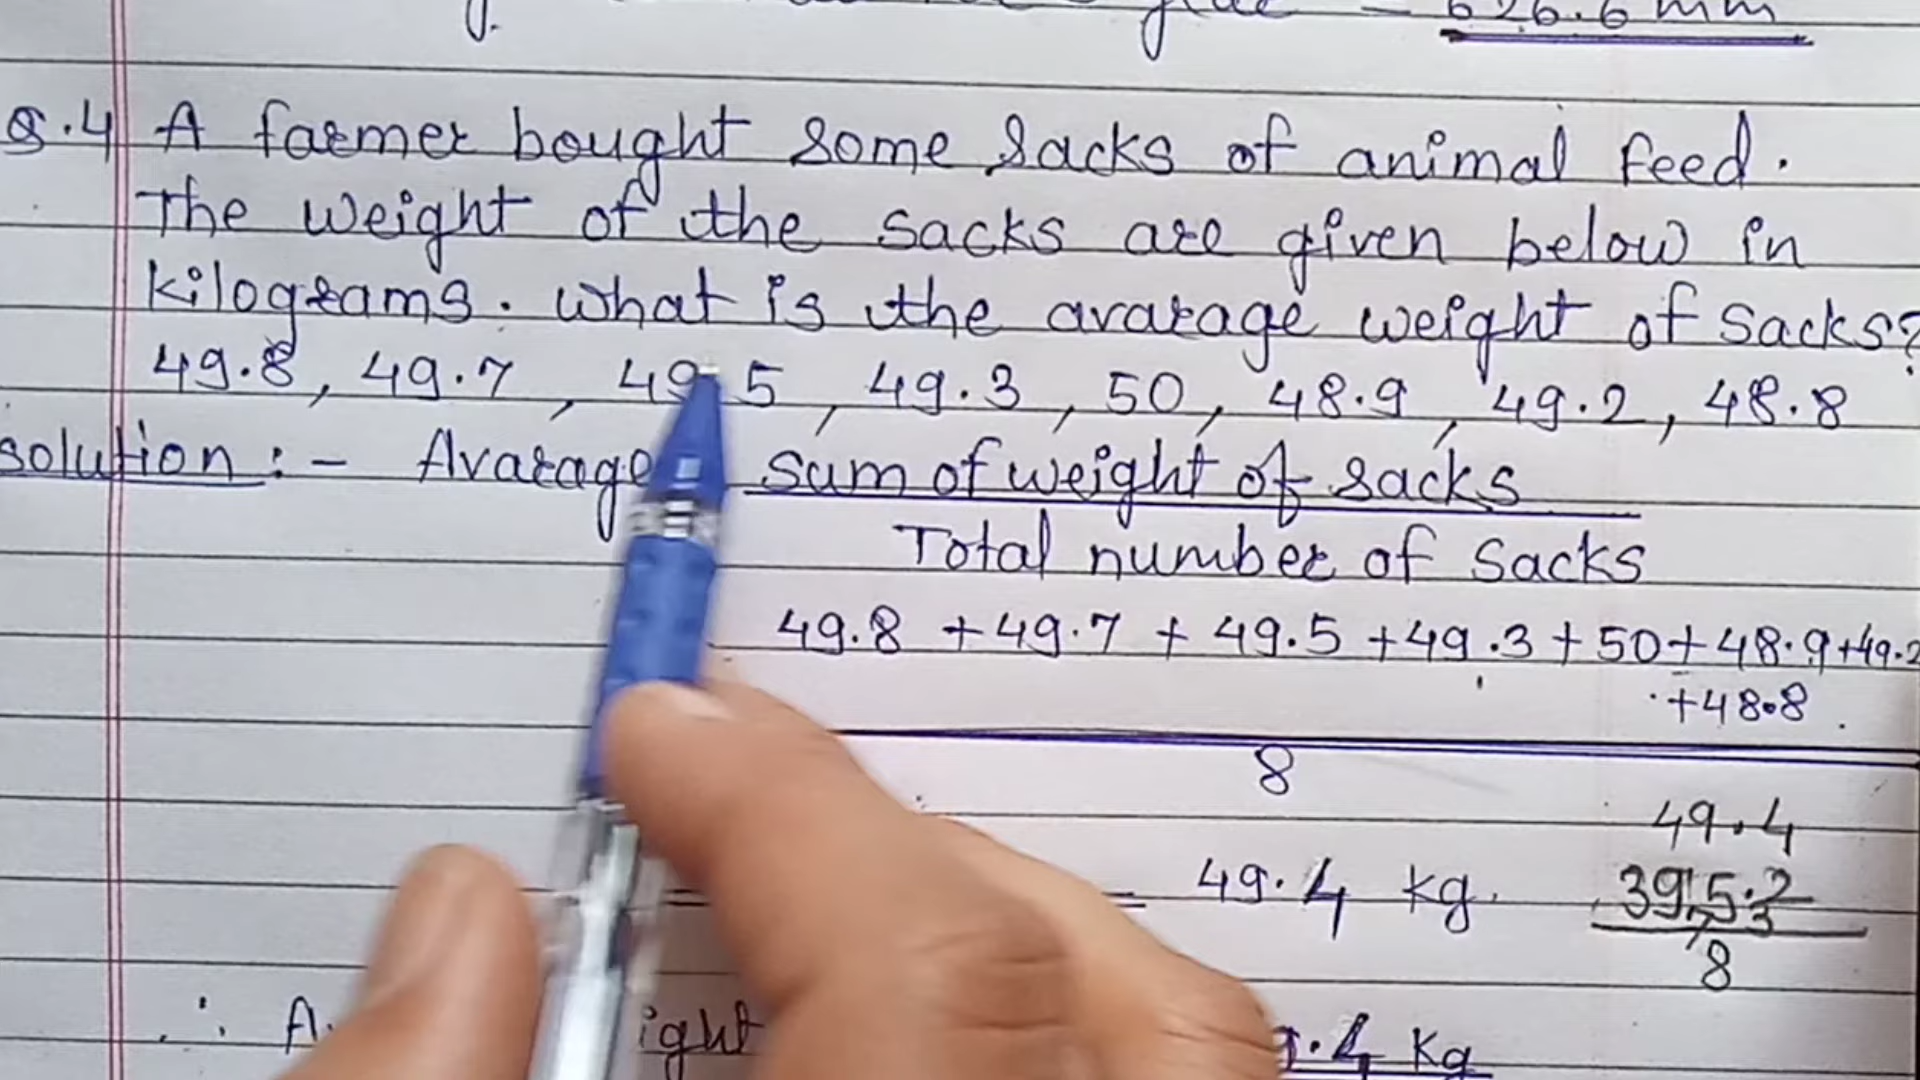 626.6 mm
Q.4 A farmer bought some sacks of animal feed.
The weight of the sacks are given below in
kilograms. what is the avarage weight of sacks?
49.8, 49.7, 49.5, 49.3, 50, 48.9, 49.2, 48.8
solution :- Avarage sum of weight of sacks
Total number of sacks
49.8 + 49.7 + 49.5 + 49.3 + 50 + 48.9 + 49.2
+ 48.8
8
49.4
= 49.4 kg.
395.2
8
∴ .4 kg